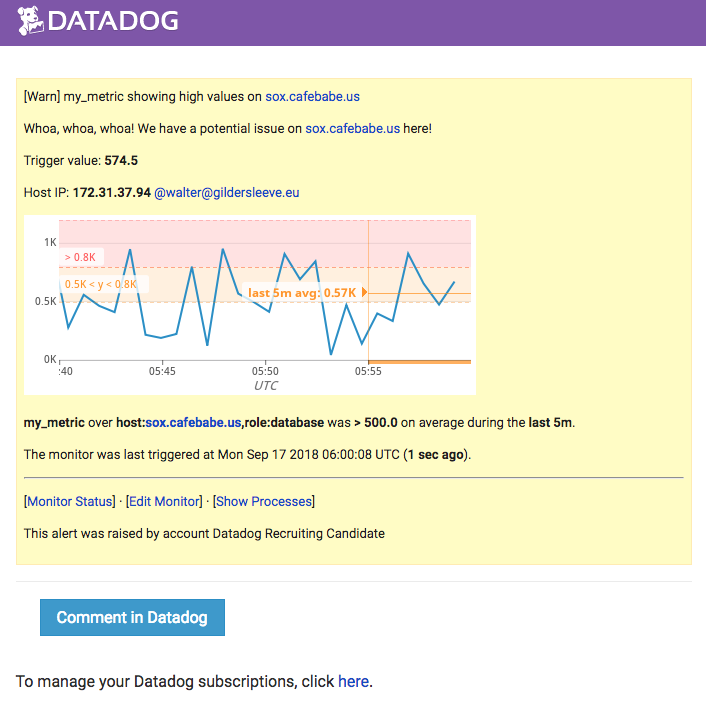 DATADOG
[Warn] my_metric showing high values on sox.cafebabe.us
Whoa, whoa, whoa! We have a potential issue on sox.cafebabe.us here!
Trigger value: 574.5
Host IP: 172.31.37.94 @walter@gildersleeve.eu
1K
> 0.8K
0.5K < y < 0.8K
last 5m avg: 0.57K
0.5K
0K
:40 05:45 05:50 05:55
UTC
my_metric over host:sox.cafebabe.us,role:database was > 500.0 on average during the last 5m.
The monitor was last triggered at Mon Sep 17 2018 06:00:08 UTC (1 sec ago).
[Monitor Status] · [Edit Monitor] · [Show Processes]
This alert was raised by account Datadog Recruiting Candidate
Comment in Datadog
To manage your Datadog subscriptions, click here.